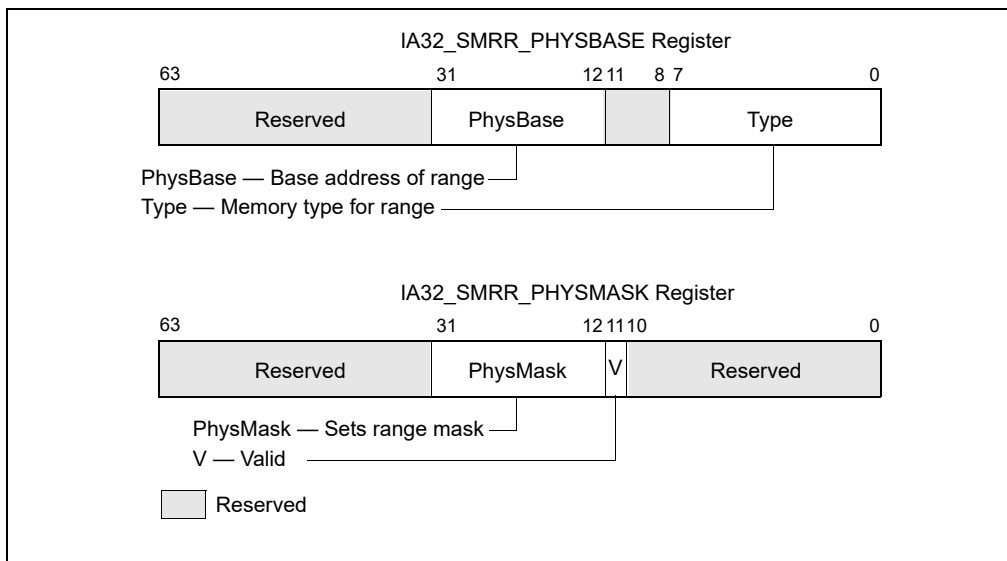 IA32_SMRR_PHYSBASE Register
63 31 12 11 8 7 0
Reserved PhysBase Type
PhysBase — Base address of range
Type — Memory type for range
IA32_SMRR_PHYSMASK Register
63 31 12 11 10 0
Reserved PhysMask V Reserved
PhysMask — Sets range mask
V — Valid
Reserved